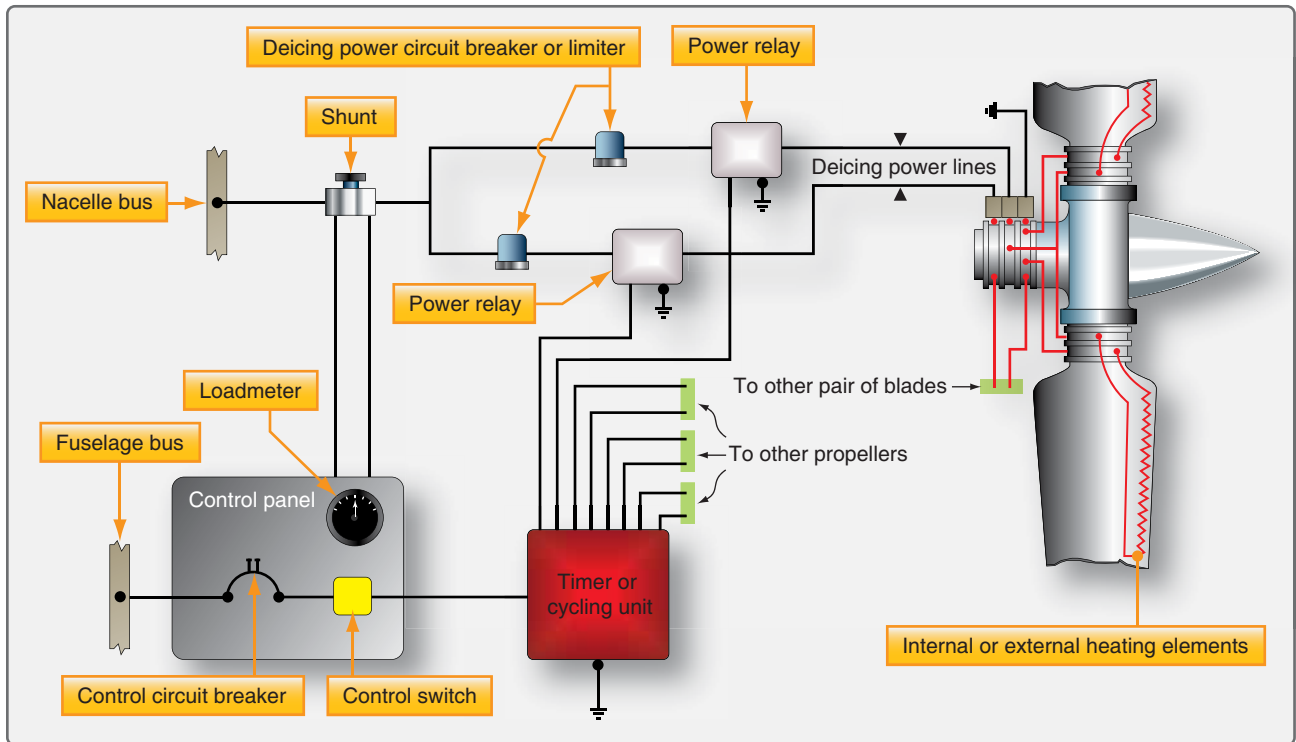 Deicing power circuit breaker or limiter
Power relay
Shunt
Nacelle bus
Deicing power lines
Power relay
Loadmeter
To other pair of blades
Fuselage bus
To other propellers
Control panel
Timer or
cycling unit
Internal or external heating elements
Control circuit breaker
Control switch